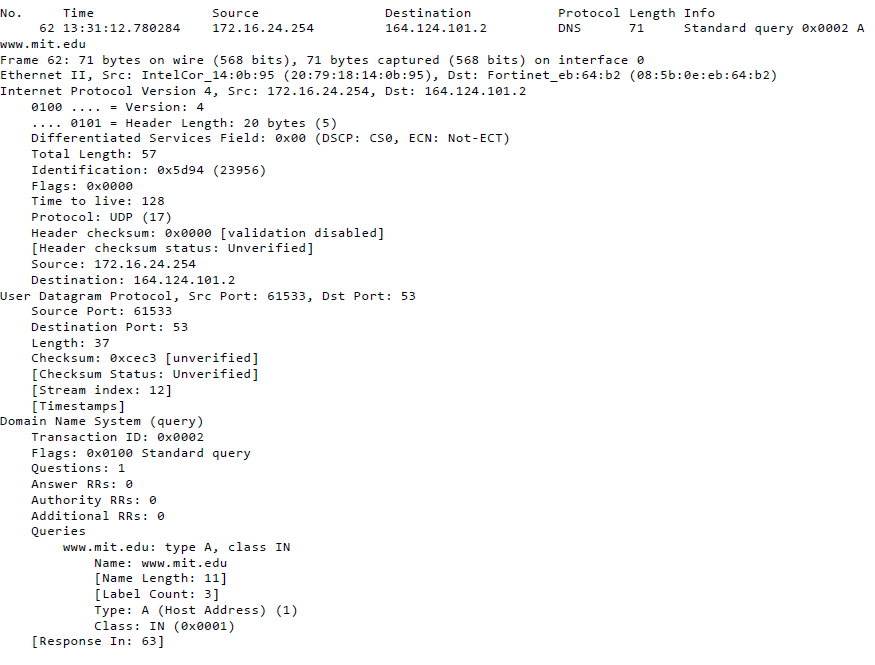 No. Time Source Destination Protocol Length Info
62 13:31:12.780284 172.16.24.254 164.124.101.2 DNS 71 Standard query 0x0002 A
www.mit.edu
Frame 62: 71 bytes on wire (568 bits), 71 bytes captured (568 bits) on interface 0
Ethernet II, Src: IntelCor_14:0b:95 (20:79:18:14:0b:95), Dst: Fortinet_eb:64:b2 (08:5b:0e:eb:64:b2)
Internet Protocol Version 4, Src: 172.16.24.254, Dst: 164.124.101.2
0100 .... = Version: 4
.... 0101 = Header Length: 20 bytes (5)
Differentiated Services Field: 0x00 (DSCP: CS0, ECN: Not-ECT)
Total Length: 57
Identification: 0x5d94 (23956)
Flags: 0x0000
Time to live: 128
Protocol: UDP (17)
Header checksum: 0x0000 [validation disabled]
[Header checksum status: Unverified]
Source: 172.16.24.254
Destination: 164.124.101.2
User Datagram Protocol, Src Port: 61533, Dst Port: 53
Source Port: 61533
Destination Port: 53
Length: 37
Checksum: 0xcec3 [unverified]
[Checksum Status: Unverified]
[Stream index: 12]
[Timestamps]
Domain Name System (query)
Transaction ID: 0x0002
Flags: 0x0100 Standard query
Questions: 1
Answer RRs: 0
Authority RRs: 0
Additional RRs: 0
Queries
www.mit.edu: type A, class IN
Name: www.mit.edu
[Name Length: 11]
[Label Count: 3]
Type: A (Host Address) (1)
Class: IN (0x0001)
[Response In: 63]